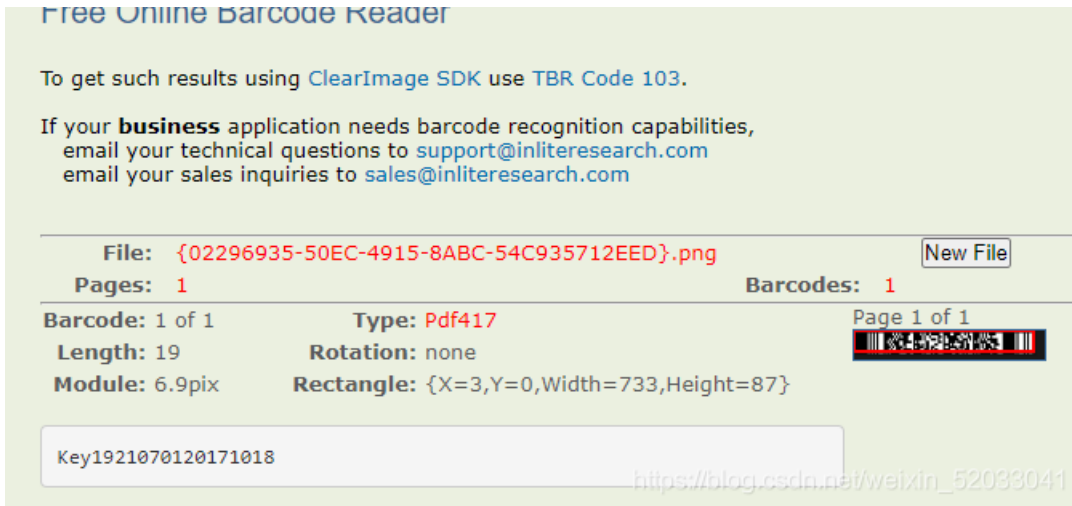 Free Online Barcode Reader
To get such results using ClearImage SDK use TBR Code 103.
If your business application needs barcode recognition capabilities,
email your technical questions to support@inliteresearch.com
email your sales inquiries to sales@inliteresearch.com
File: {02296935-50EC-4915-8ABC-54C935712EED}.png New File
Pages: 1 Barcodes: 1
Barcode: 1 of 1 Type: Pdf417 Page 1 of 1
Length: 19 Rotation: none
Module: 6.9pix Rectangle: {X=3,Y=0,Width=733,Height=87}
Key1921070120171018
https://blog.csdn.net/weixin_52033041